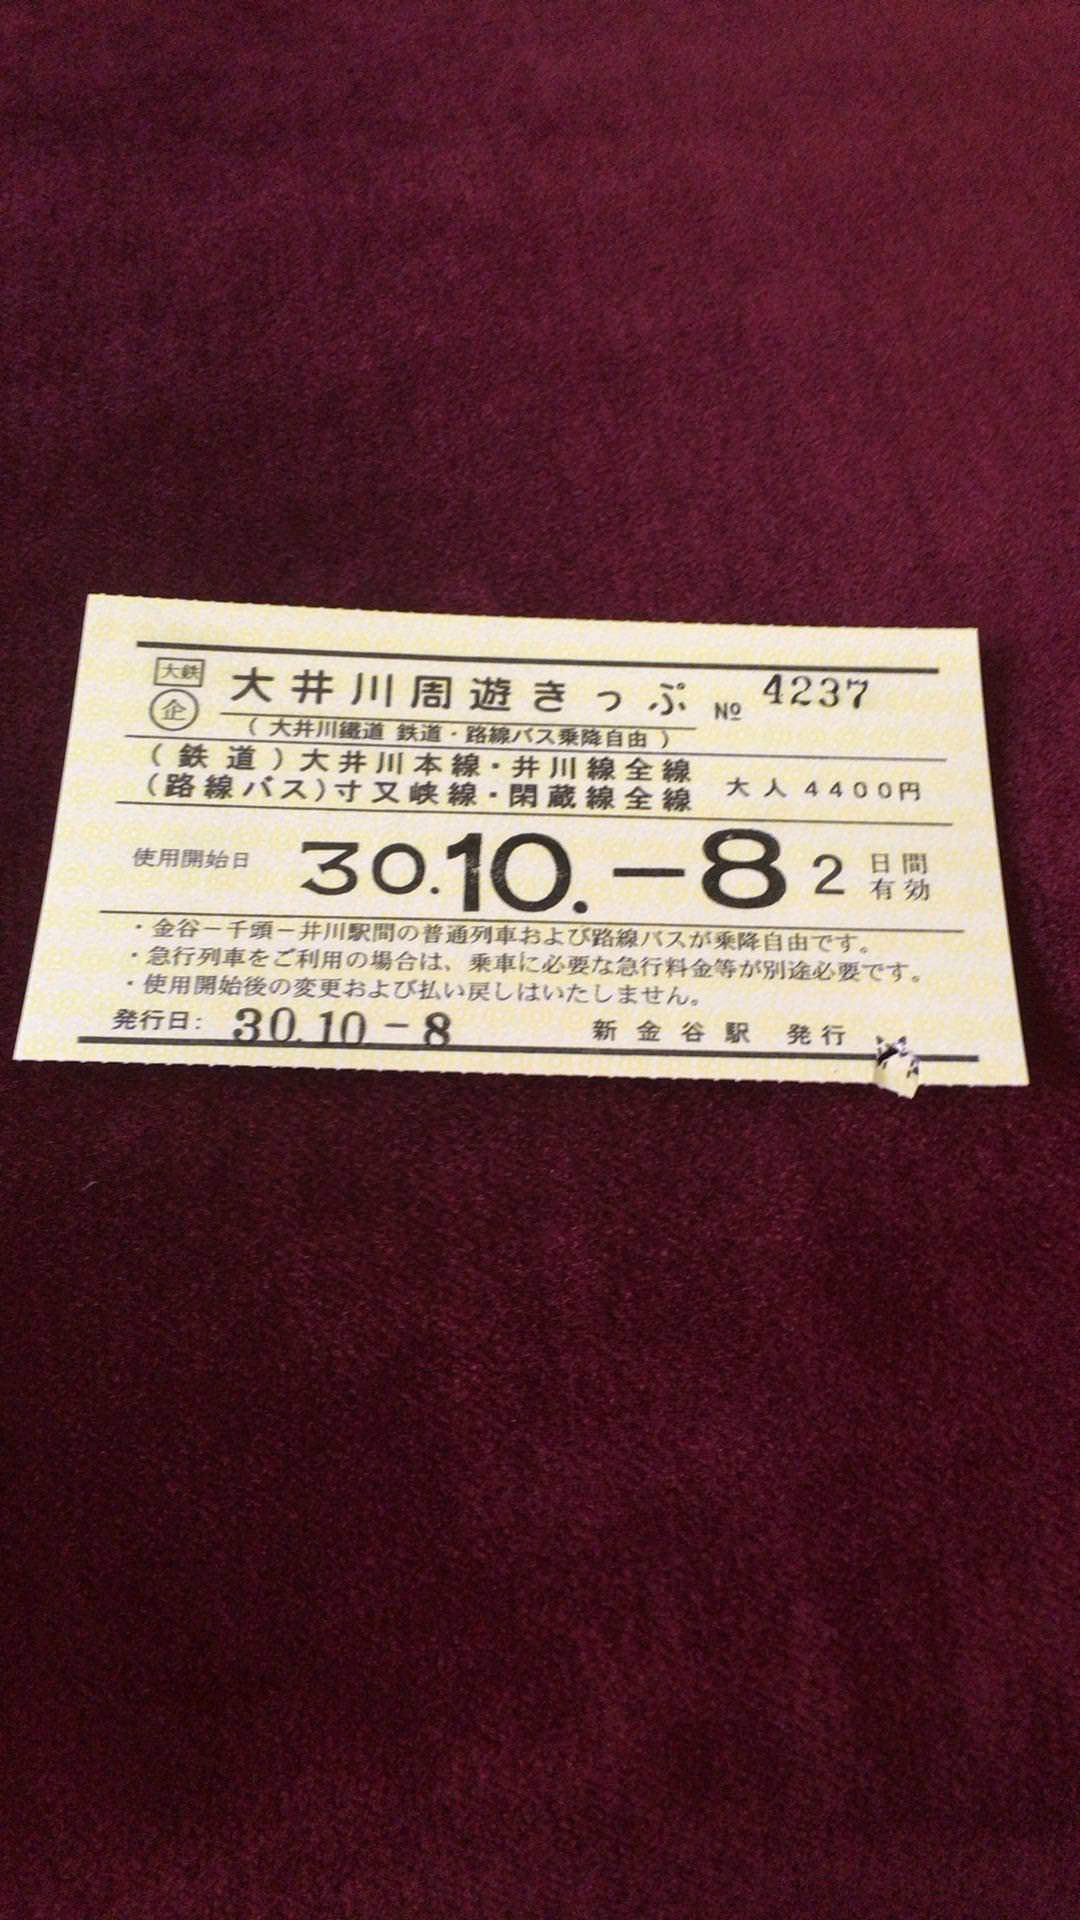 大鉄
企 大井川周遊きっぷ № 4237
( 大井川鐵道 鉄道・路線バス乗降自由 )
(鉄道)大井川本線・井川線全線
(路線バス)寸又峡線・閑蔵線全線 大人 4400円
使用開始日 30.10.-8 2 日間有効
・金谷－千頭－井川駅間の普通列車および路線バスが乗降自由です。
・急行列車をご利用の場合は、乗車に必要な急行料金等が別途必要です。
・使用開始後の変更および払い戻しはいたしません。
発行日: 30.10.-8 新金谷駅 発行